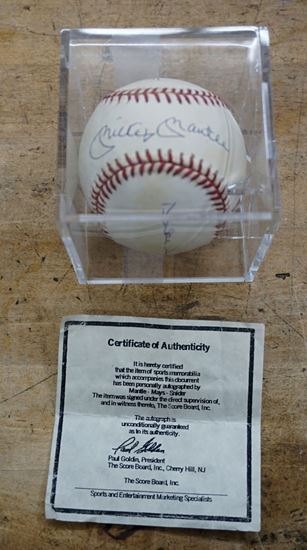 Mickey Mantle
Certificate of Authenticity
It is hereby certified
that the item of sports memorabilia
which accompanies this document
has been personally autographed by
Mantle - Mays - Snider
The item was signed under the direct supervision of,
and in witness thereto, The Score Board, Inc.
The autograph is
unconditionally guaranteed
as to its authenticity.
Paul Goldin
Paul Goldin, President
The Score Board, Inc., Cherry Hill, NJ
The Score Board, Inc.
Sports and Entertainment Marketing Specialists